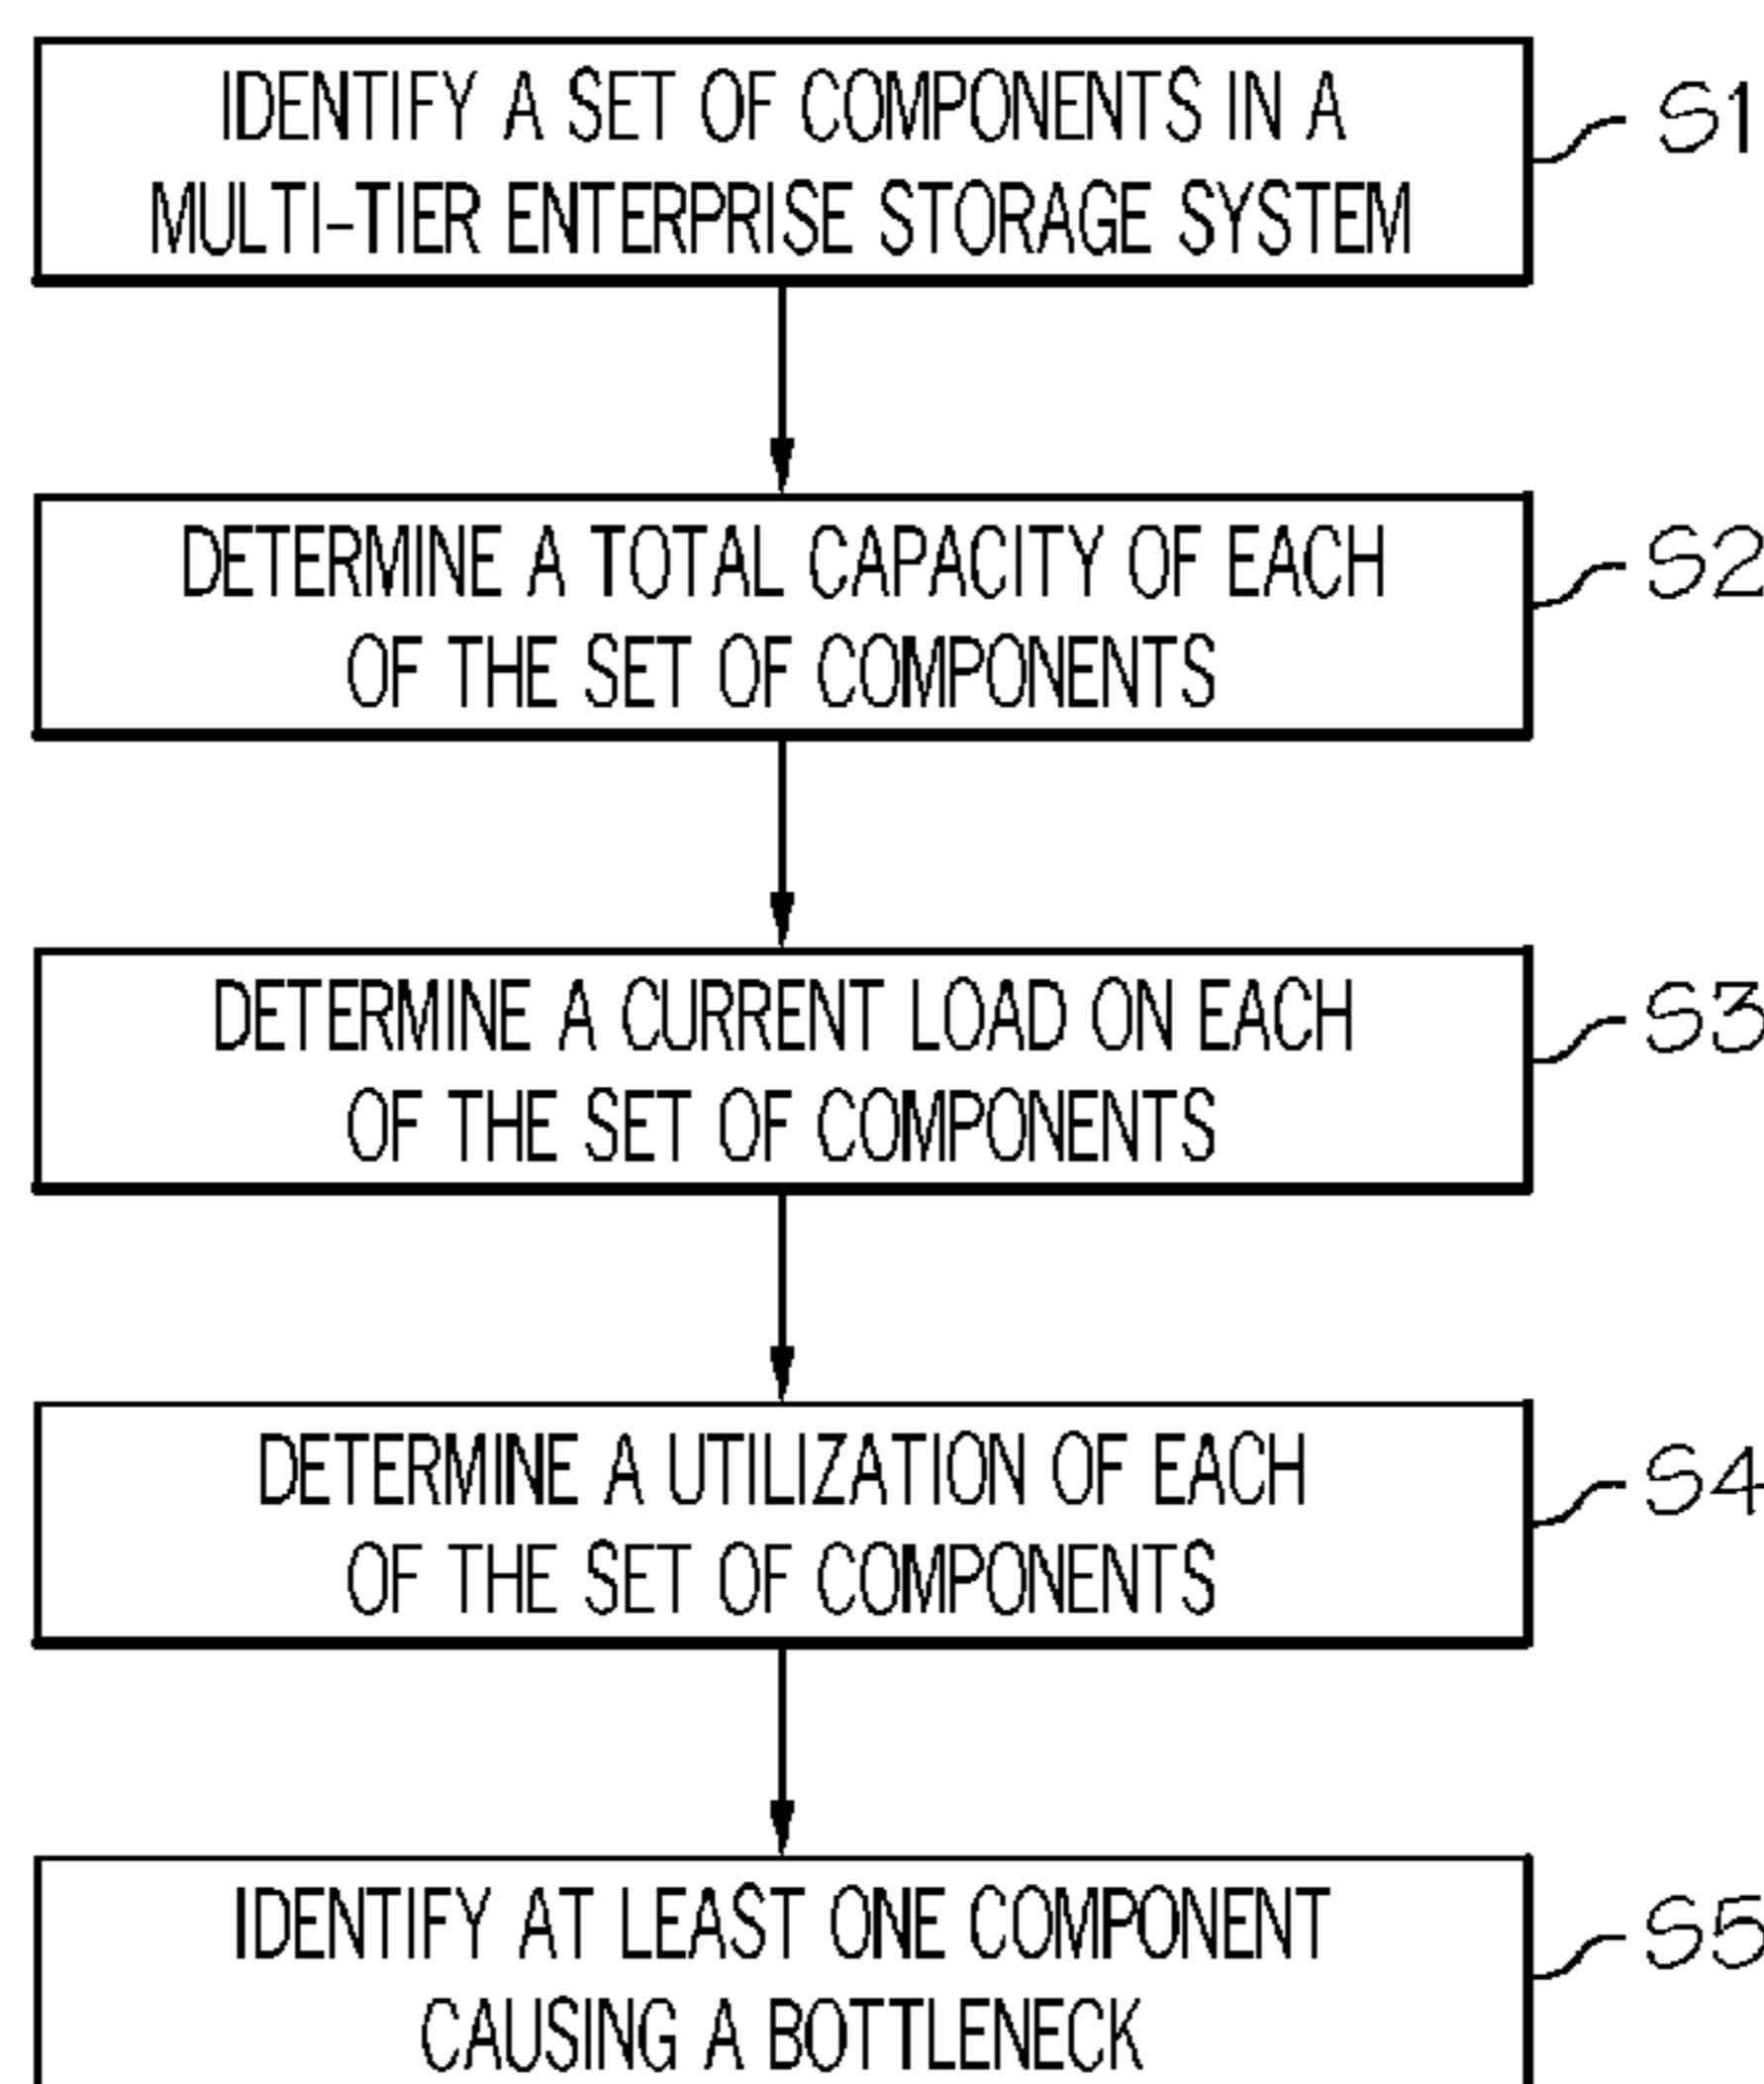 IDENTIFY A SET OF COMPONENTS IN A
MULTI-TIER ENTERPRISE STORAGE SYSTEM
S1
DETERMINE A TOTAL CAPACITY OF EACH
OF THE SET OF COMPONENTS
S2
DETERMINE A CURRENT LOAD ON EACH
OF THE SET OF COMPONENTS
S3
DETERMINE A UTILIZATION OF EACH
OF THE SET OF COMPONENTS
S4
IDENTIFY AT LEAST ONE COMPONENT
CAUSING A BOTTLENECK
S5